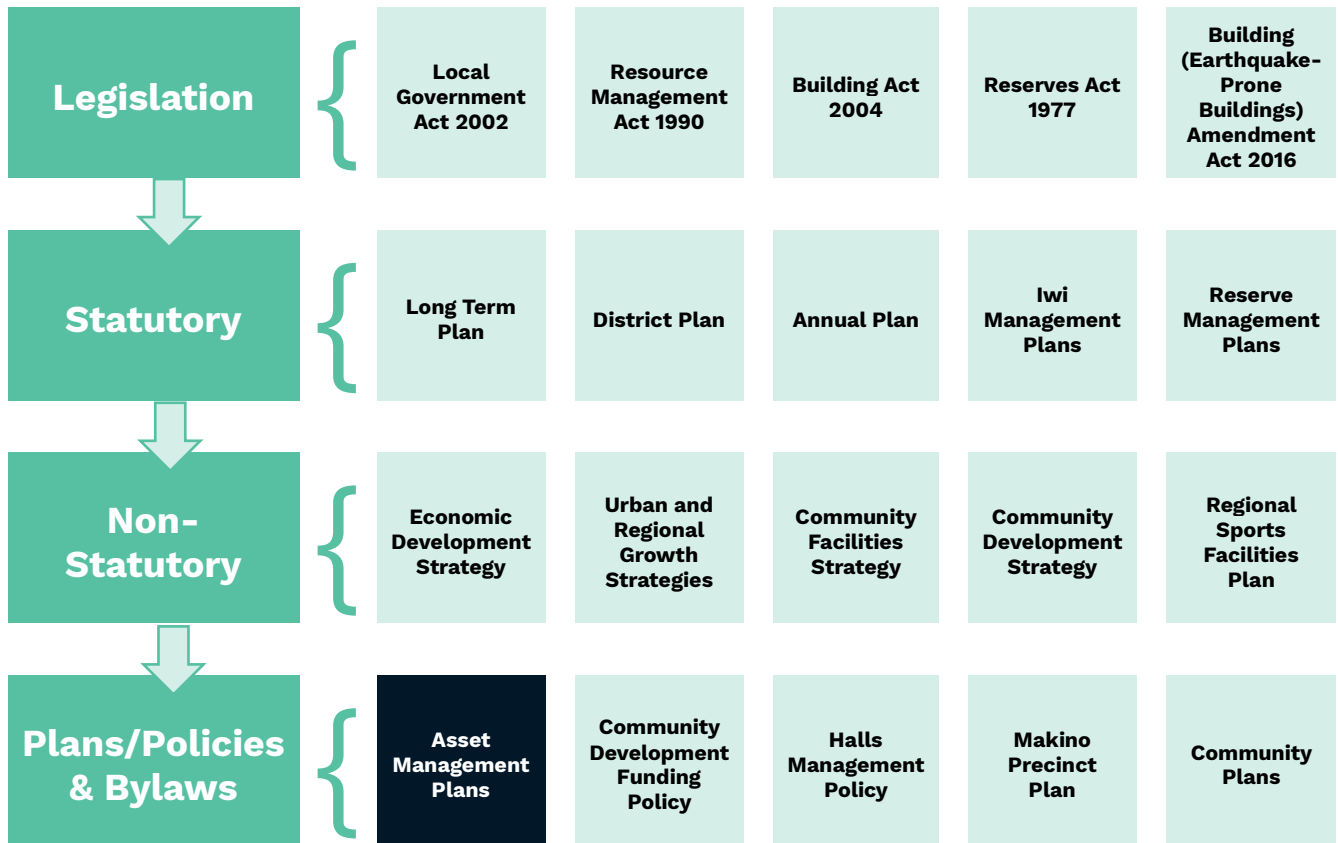 Legislation
Local
Government
Act 2002
Resource
Management
Act 1990
Building Act
2004
Reserves Act
1977
Building
(Earthquake-
Prone
Buildings)
Amendment
Act 2016
Statutory
Long Term
Plan
District Plan
Annual Plan
Iwi
Management
Plans
Reserve
Management
Plans
Non-
Statutory
Economic
Development
Strategy
Urban and
Regional
Growth
Strategies
Community
Facilities
Strategy
Community
Development
Strategy
Regional
Sports
Facilities
Plan
Plans/Policies
& Bylaws
Asset
Management
Plans
Community
Development
Funding
Policy
Halls
Management
Policy
Makino
Precinct
Plan
Community
Plans